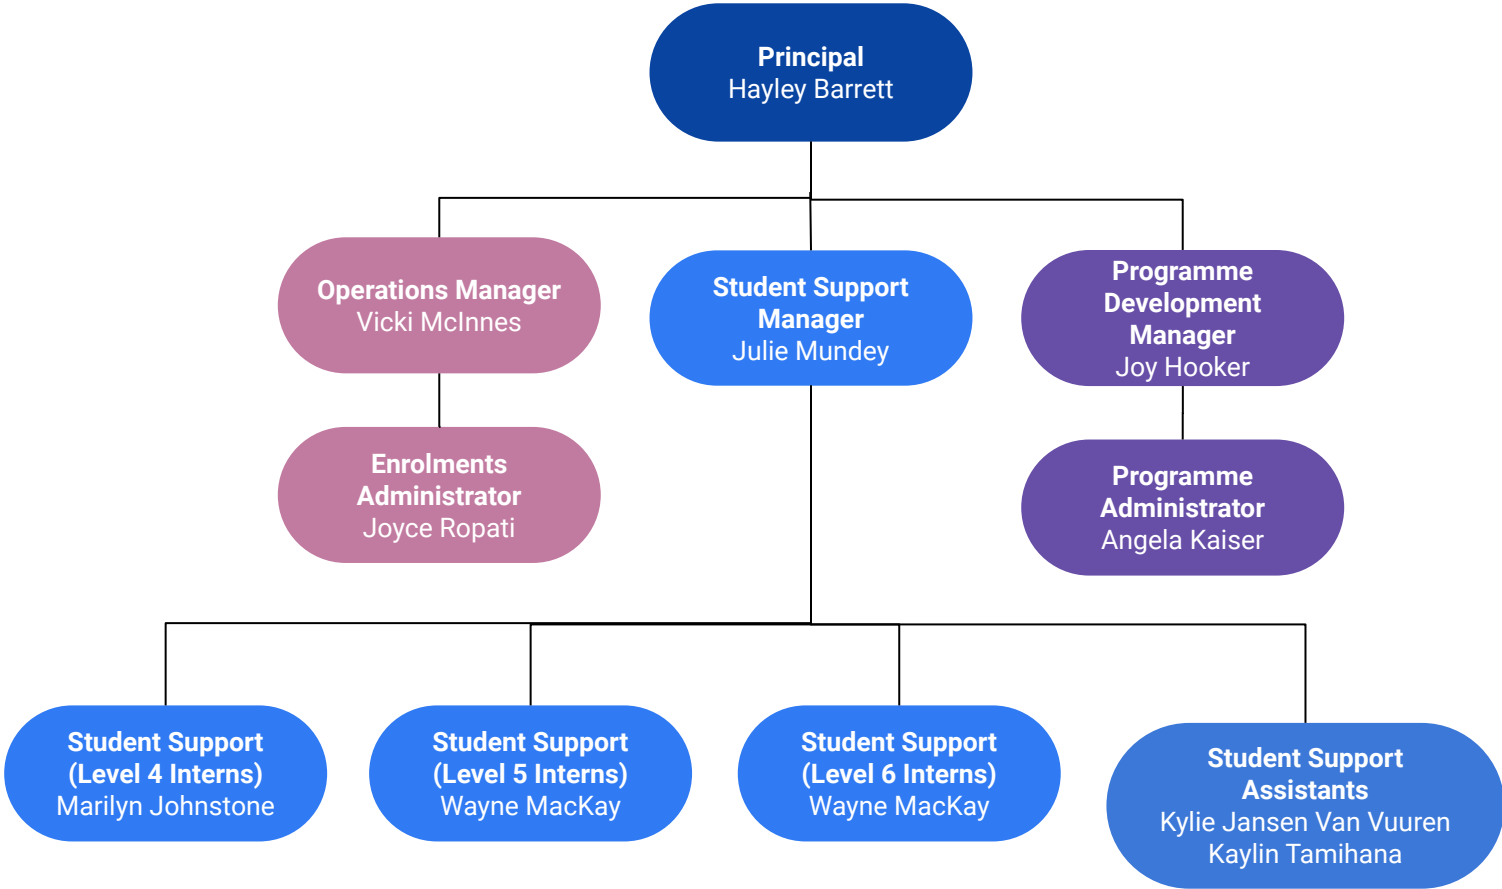 Principal
Hayley Barrett
Operations Manager
Vicki McInnes
Student Support
Manager
Julie Mundey
Programme
Development
Manager
Joy Hooker
Enrolments
Administrator
Joyce Ropati
Programme
Administrator
Angela Kaiser
Student Support
(Level 4 Interns)
Marilyn Johnstone
Student Support
(Level 5 Interns)
Wayne MacKay
Student Support
(Level 6 Interns)
Wayne MacKay
Student Support
Assistants
Kylie Jansen Van Vuuren
Kaylin Tamihana